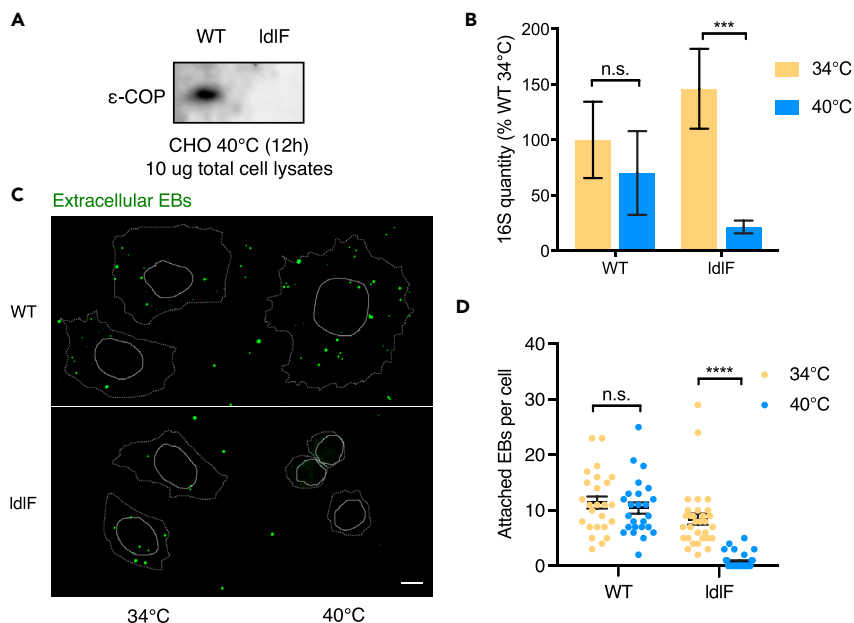 A
WT ldlF
ε-COP
CHO 40°C (12h)
10 ug total cell lysates
B
16S quantity (% WT 34°C)
200
150
100
50
0
n.s.
***
34°C
40°C
WT ldlF
C
Extracellular EBs
WT
ldlF
34°C 40°C
D
Attached EBs per cell
40
30
20
10
0
n.s.
****
34°C
40°C
WT ldlF